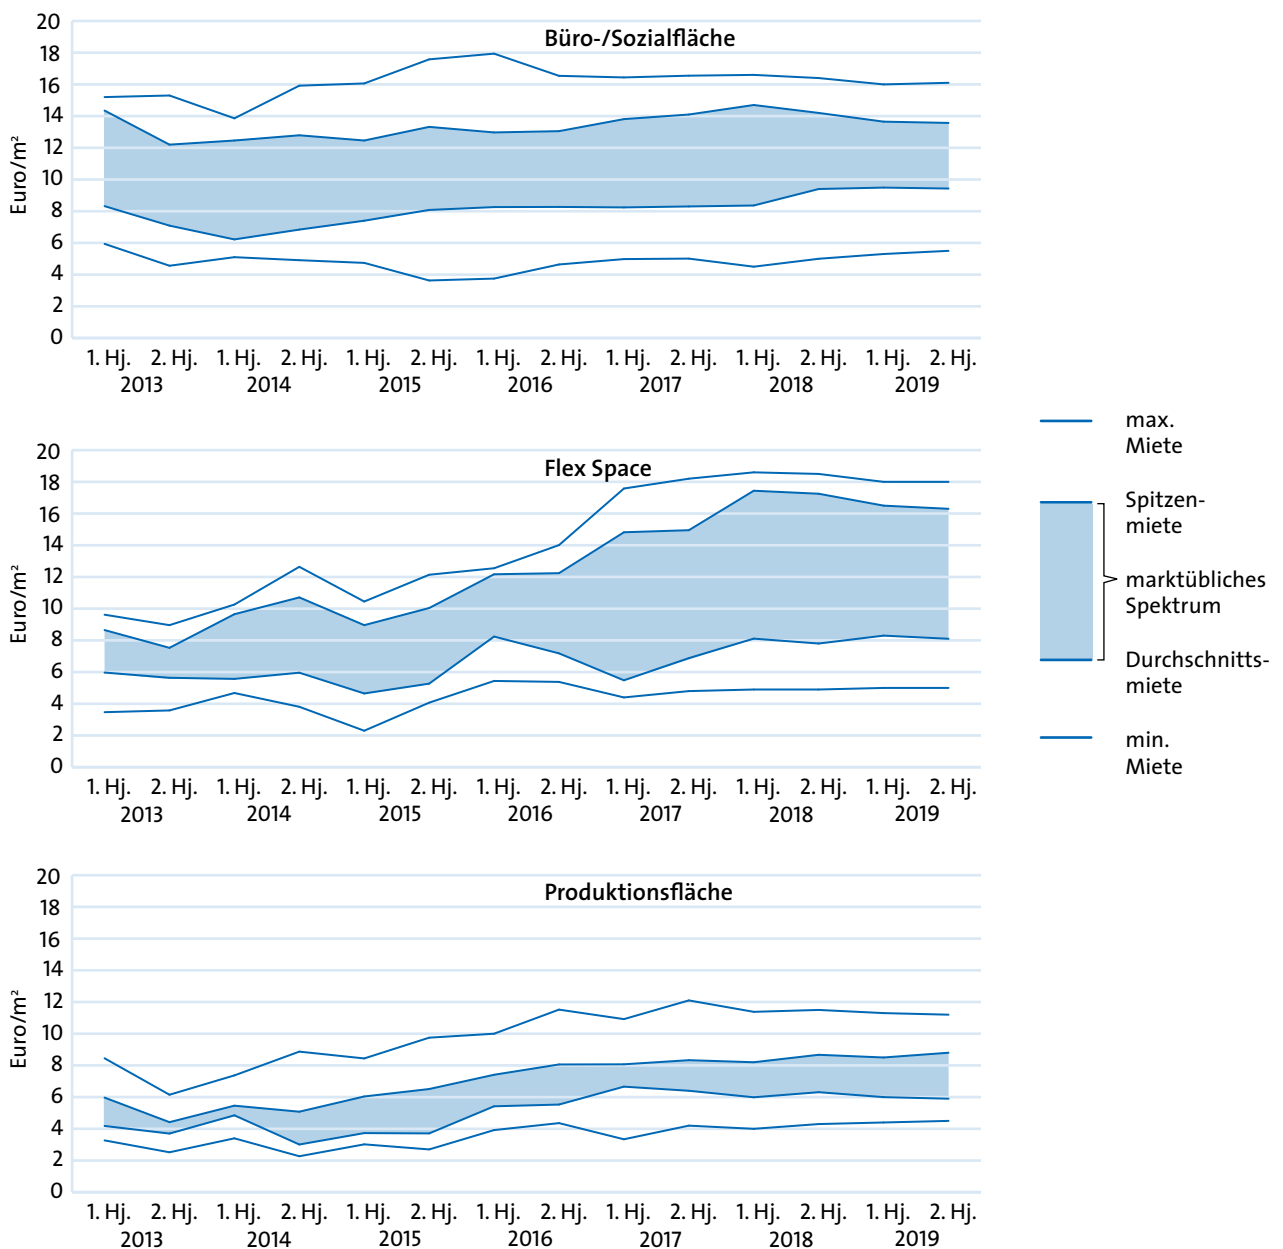 Büro-/Sozialfläche
Euro/m²
20
18
16
14
12
10
8
6
4
2
0
1. Hj. 2. Hj. 1. Hj. 2. Hj. 1. Hj. 2. Hj. 1. Hj. 2. Hj. 1. Hj. 2. Hj. 1. Hj. 2. Hj. 1. Hj. 2. Hj.
2013 2014 2015 2016 2017 2018 2019
Flex Space
Euro/m²
20
18
16
14
12
10
8
6
4
2
0
1. Hj. 2. Hj. 1. Hj. 2. Hj. 1. Hj. 2. Hj. 1. Hj. 2. Hj. 1. Hj. 2. Hj. 1. Hj. 2. Hj. 1. Hj. 2. Hj.
2013 2014 2015 2016 2017 2018 2019
Produktionsfläche
Euro/m²
20
18
16
14
12
10
8
6
4
2
0
1. Hj. 2. Hj. 1. Hj. 2. Hj. 1. Hj. 2. Hj. 1. Hj. 2. Hj. 1. Hj. 2. Hj. 1. Hj. 2. Hj. 1. Hj. 2. Hj.
2013 2014 2015 2016 2017 2018 2019
max.
Miete
Spitzen-
miete
marktübliches
Spektrum
Durchschnitts-
miete
min.
Miete